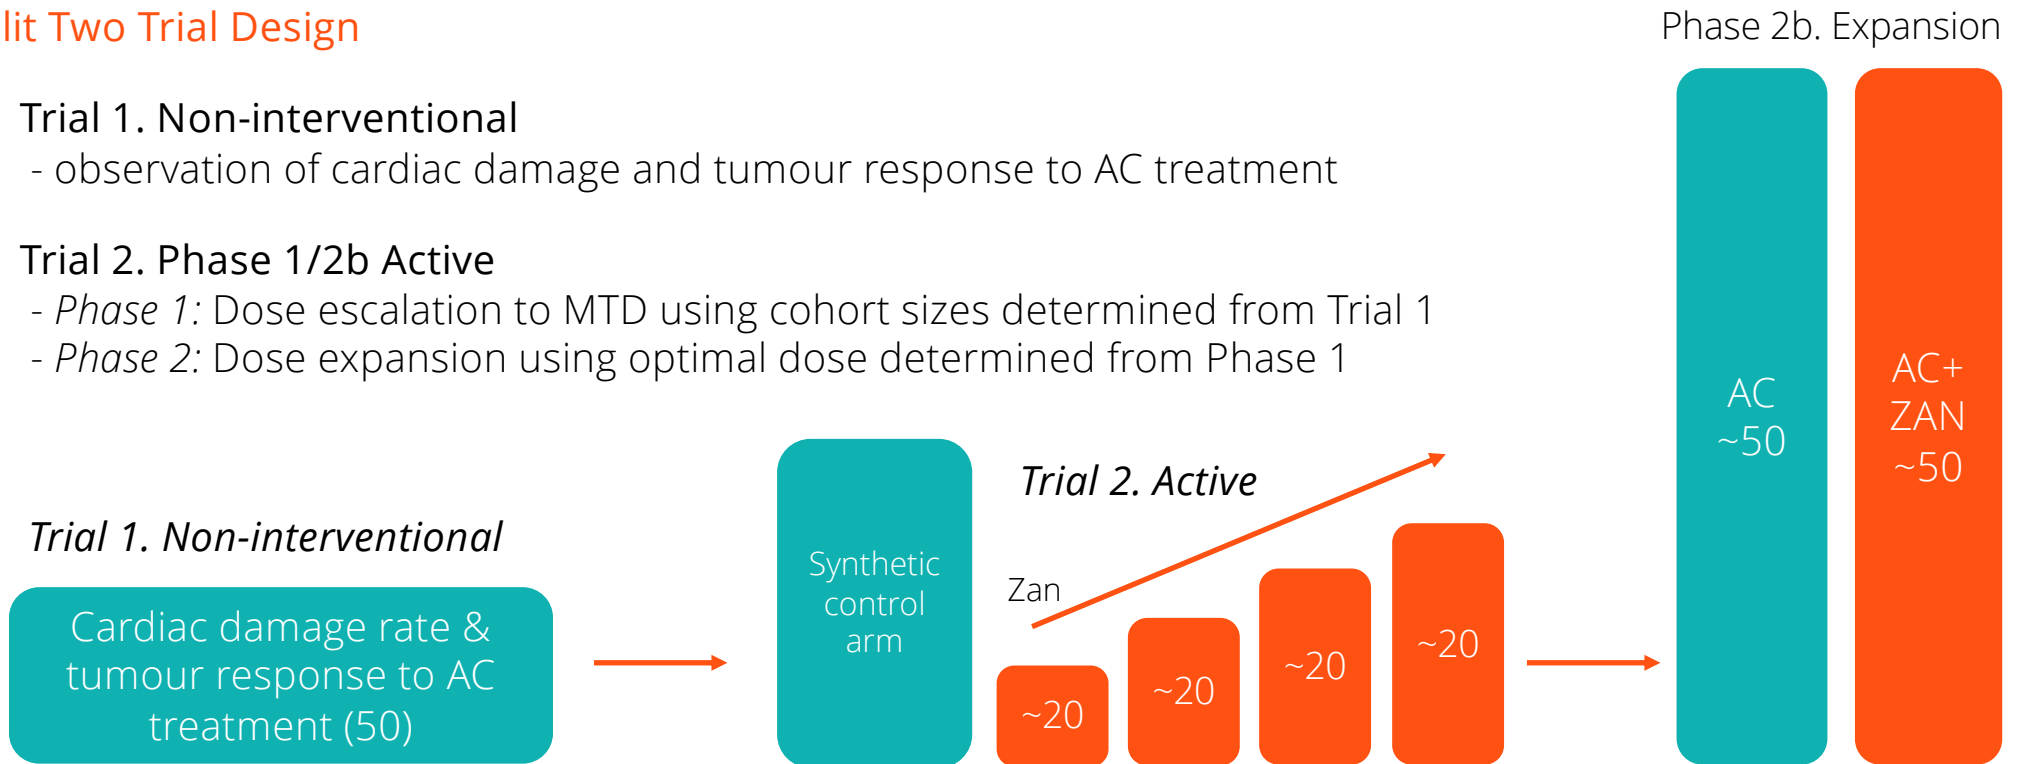 lit Two Trial Design
Phase 2b. Expansion
Trial 1. Non-interventional
- observation of cardiac damage and tumour response to AC treatment
Trial 2. Phase 1/2b Active
- Phase 1: Dose escalation to MTD using cohort sizes determined from Trial 1
- Phase 2: Dose expansion using optimal dose determined from Phase 1
Trial 1. Non-interventional
Cardiac damage rate &
tumour response to AC
treatment (50)
Synthetic
control
arm
Trial 2. Active
Zan
~20
~20
~20
~20
AC
~50
AC+
ZAN
~50